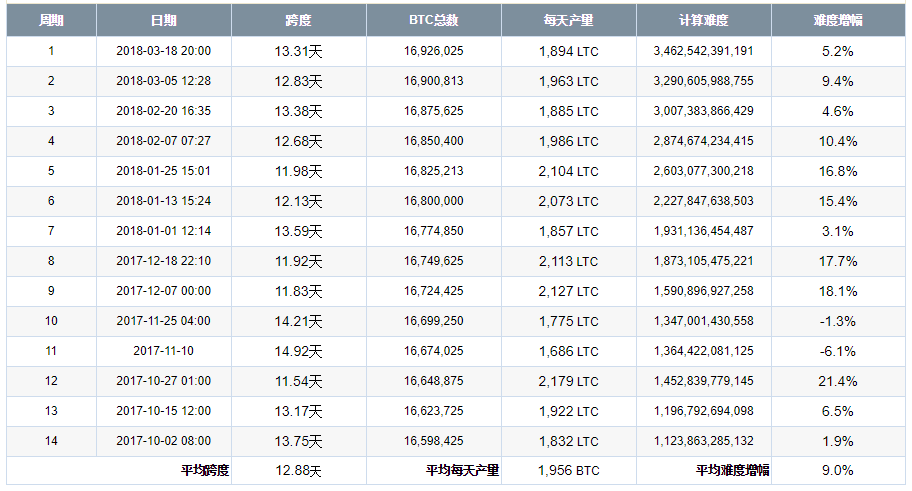 周期 日期 跨度 BTC总数 每天产量 计算难度 难度增幅
1 2018-03-18 20:00 13.31天 16,926,025 1,894 LTC 3,462,542,391,191 5.2%
2 2018-03-05 12:28 12.83天 16,900,813 1,963 LTC 3,290,605,988,755 9.4%
3 2018-02-20 16:35 13.38天 16,875,625 1,885 LTC 3,007,383,866,429 4.6%
4 2018-02-07 07:27 12.68天 16,850,400 1,986 LTC 2,874,674,234,415 10.4%
5 2018-01-25 15:01 11.98天 16,825,213 2,104 LTC 2,603,077,300,218 16.8%
6 2018-01-13 15:24 12.13天 16,800,000 2,073 LTC 2,227,847,638,503 15.4%
7 2018-01-01 12:14 13.59天 16,774,850 1,857 LTC 1,931,136,454,487 3.1%
8 2017-12-18 22:10 11.92天 16,749,625 2,113 LTC 1,873,105,475,221 17.7%
9 2017-12-07 00:00 11.83天 16,724,425 2,127 LTC 1,590,896,927,258 18.1%
10 2017-11-25 04:00 14.21天 16,699,250 1,775 LTC 1,347,001,430,558 -1.3%
11 2017-11-10 14.92天 16,674,025 1,686 LTC 1,364,422,081,125 -6.1%
12 2017-10-27 01:00 11.54天 16,648,875 2,179 LTC 1,452,839,779,145 21.4%
13 2017-10-15 12:00 13.17天 16,623,725 1,922 LTC 1,196,792,694,098 6.5%
14 2017-10-02 08:00 13.75天 16,598,425 1,832 LTC 1,123,863,285,132 1.9%
平均跨度 12.88天 平均每天产量 1,956 BTC 平均难度增幅 9.0%